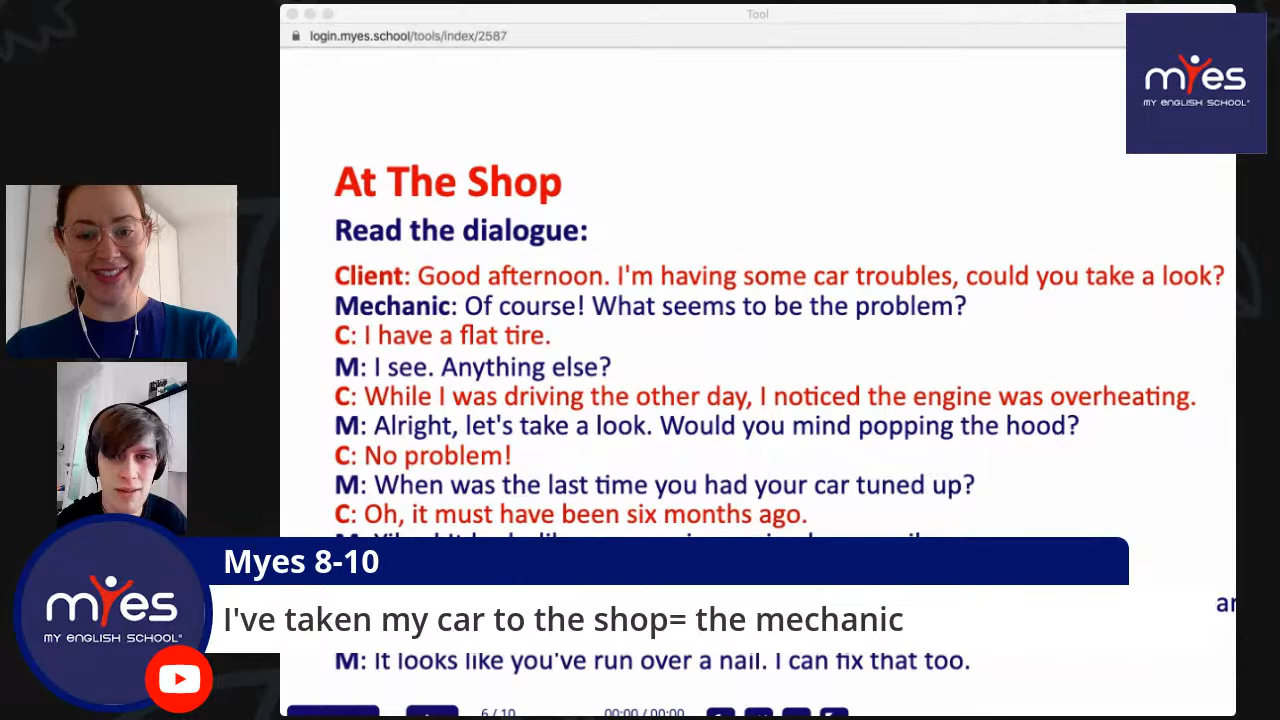 Tool
login.myes.school/tools/index/2587
myes
MY ENGLISH SCHOOL
At The Shop
Read the dialogue:
Client: Good afternoon. I'm having some car troubles, could you take a look?
Mechanic: Of course! What seems to be the problem?
C: I have a flat tire.
M: I see. Anything else?
C: While I was driving the other day, I noticed the engine was overheating.
M: Alright, let's take a look. Would you mind popping the hood?
C: No problem!
M: When was the last time you had your car tuned up?
C: Oh, it must have been six months ago.
Myes 8-10
I've taken my car to the shop= the mechanic
myes
MY ENGLISH SCHOOL
M: It looks like you've run over a nail. I can fix that too.
6 / 10
00:00 / 00:00